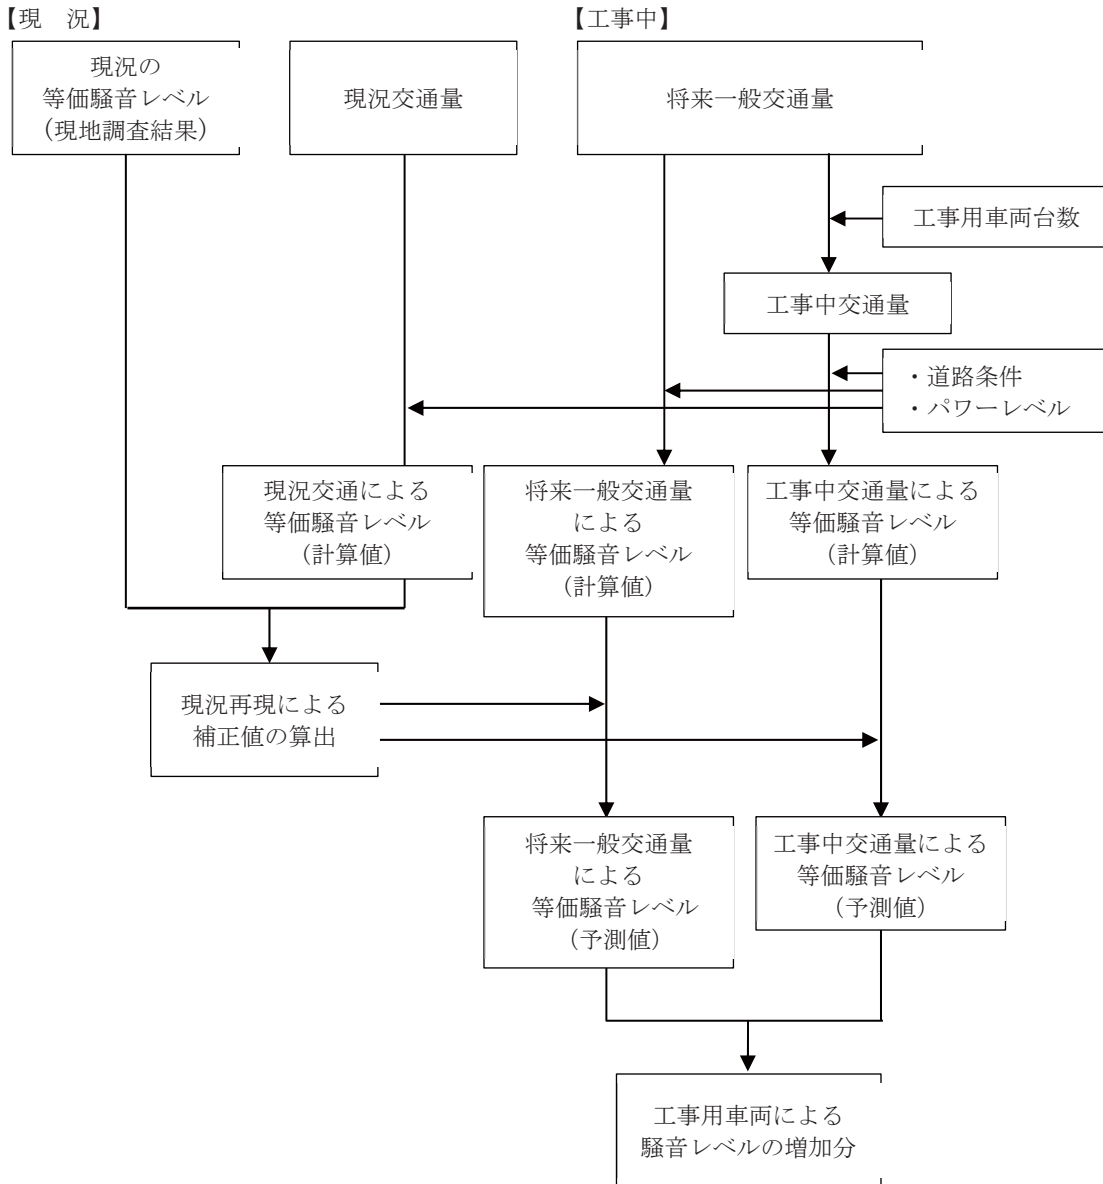 【現　況】
【工事中】
現況の
等価騒音レベル
(現地調査結果)
現況交通量
将来一般交通量
工事用車両台数
工事中交通量
・道路条件
・パワーレベル
現況交通による
等価騒音レベル
(計算値)
将来一般交通量
による
等価騒音レベル
(計算値)
工事中交通量による
等価騒音レベル
(計算値)
現況再現による
補正値の算出
将来一般交通量
による
等価騒音レベル
(予測値)
工事中交通量による
等価騒音レベル
(予測値)
工事用車両による
騒音レベルの増加分